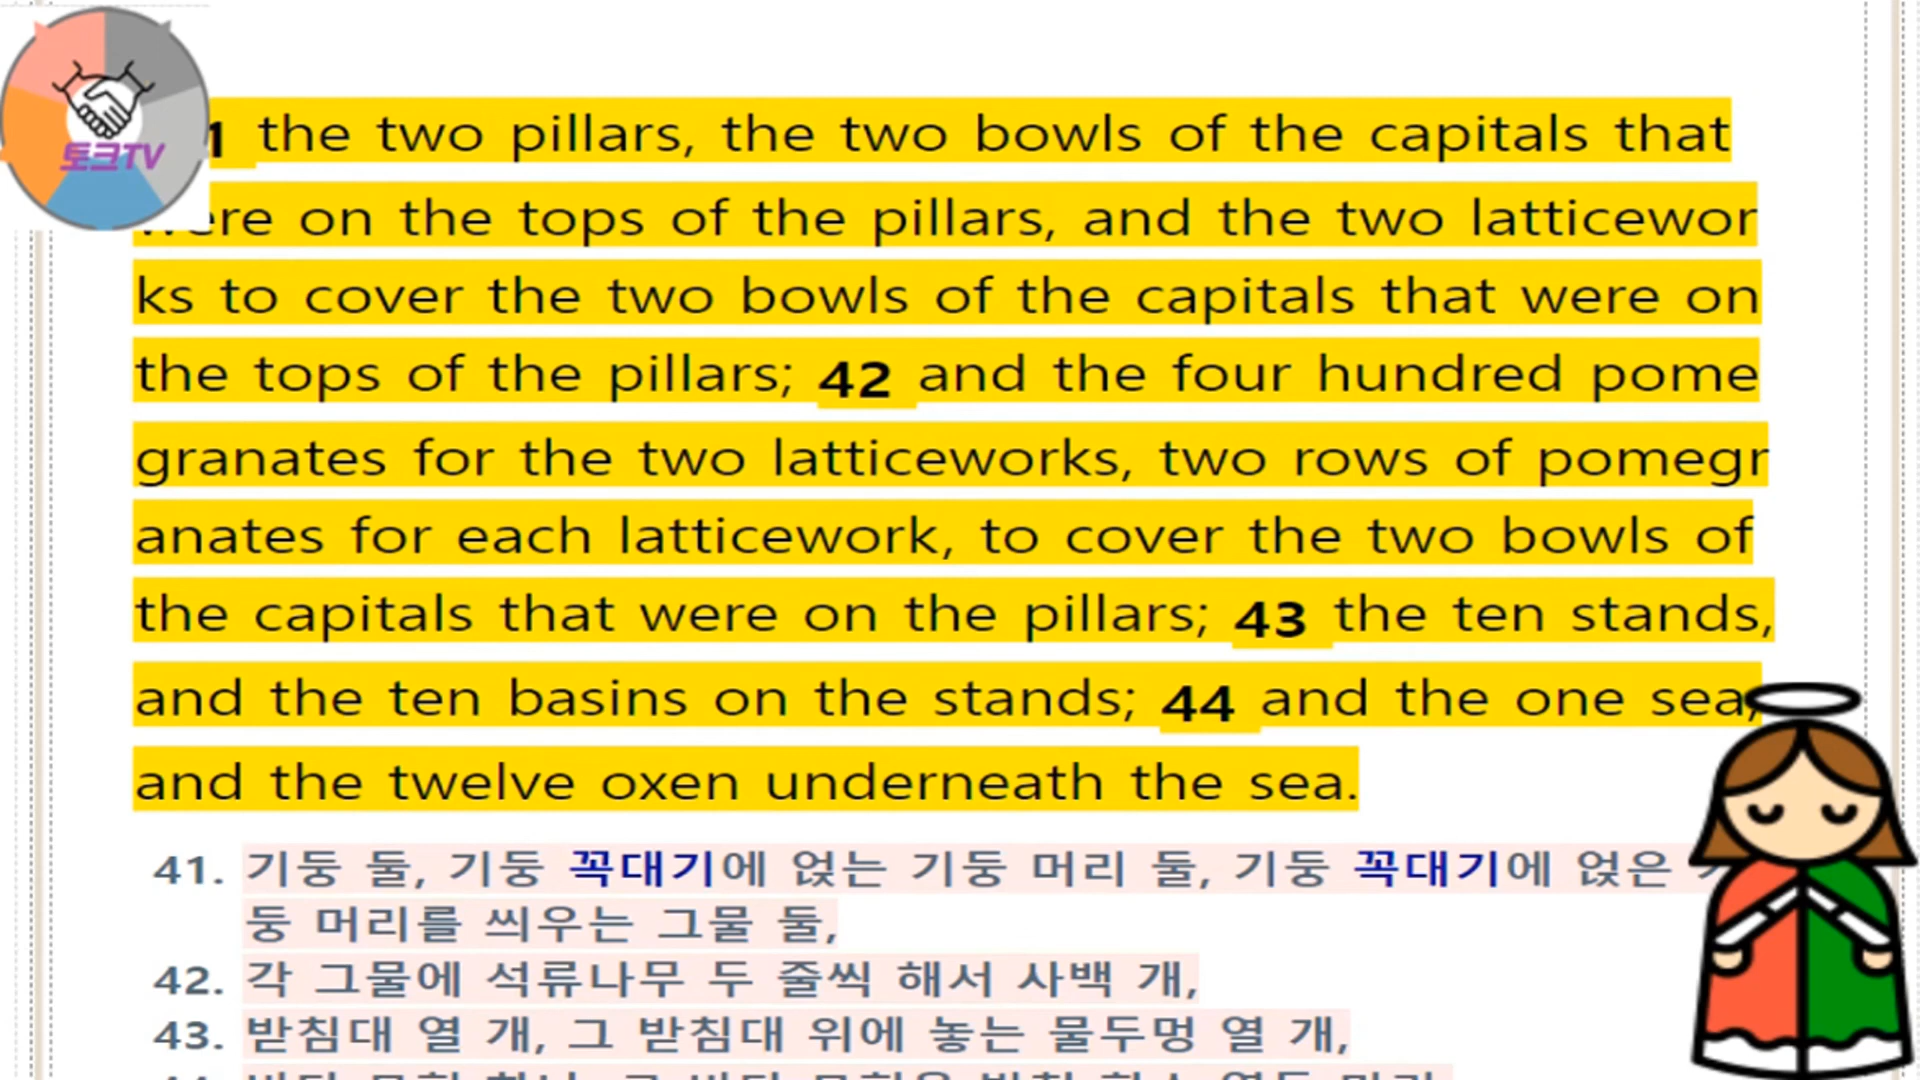 토크TV
1 the two pillars, the two bowls of the capitals that
were on the tops of the pillars, and the two latticewor
ks to cover the two bowls of the capitals that were on
the tops of the pillars; 42 and the four hundred pome
granates for the two latticeworks, two rows of pomegr
anates for each latticework, to cover the two bowls of
the capitals that were on the pillars; 43 the ten stands,
and the ten basins on the stands; 44 and the one sea,
and the twelve oxen underneath the sea.
41. 기둥 둘, 기둥 꼭대기에 얹는 기둥 머리 둘, 기둥 꼭대기에 얹은
둥 머리를 씌우는 그물 둘,
42. 각 그물에 석류나무 두 줄씩 해서 사백 개,
43. 받침대 열 개, 그 받침대 위에 놓는 물두멍 열 개,